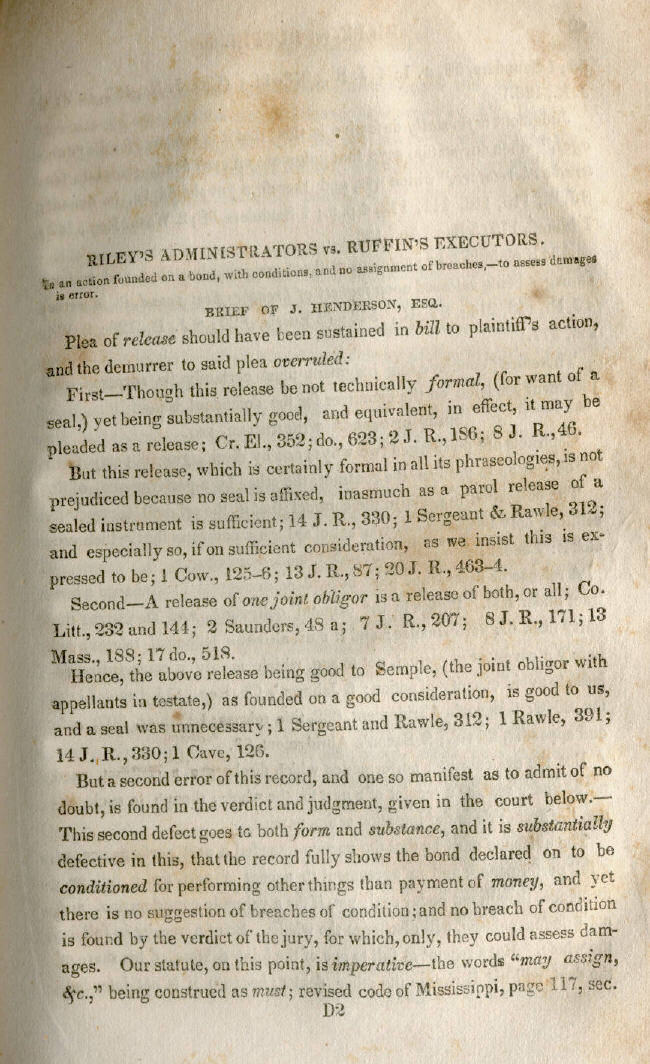 RILEY'S ADMINISTRATORS vs. RUFFIN'S EXECUTORS.
In an action founded on a bond, with conditions, and no assignment of breaches,—to assess damages
is error.
BRIEF OF J. HENDERSON, ESQ.
Plea of release should have been sustained in bill to plaintiff's action,
and the demurrer to said plea overruled:
First—Though this release be not technically formal, (for want of a
seal,) yet being substantially good, and equivalent, in effect, it may be
pleaded as a release; Cr. El., 352; do., 623; 2 J. R., 186; 8 J. R., 46.
But this release, which is certainly formal in all its phraseologies, is not
prejudiced because no seal is affixed, inasmuch as a parol release of a
sealed instrument is sufficient; 14 J. R., 330; 1 Sergeant & Rawle, 312;
and especially so, if on sufficient consideration, as we insist this is ex-
pressed to be; 1 Cow., 125-6; 13 J. R., 87; 20 J. R., 463-4.
Second—A release of one joint obligor is a release of both, or all; Co.
Litt., 232 and 144; 2 Saunders, 48 a; 7 J. R., 207; 8 J. R., 171; 13
Mass., 188; 17 do., 518.
Hence, the above release being good to Semple, (the joint obligor with
appellants in testate,) as founded on a good consideration, is good to us,
and a seal was unnecessary; 1 Sergeant and Rawle, 312; 1 Rawle, 391;
14 J. R., 330; 1 Cave, 126.
But a second error of this record, and one so manifest as to admit of no
doubt, is found in the verdict and judgment, given in the court below.—
This second defect goes to both form and substance, and it is substantially
defective in this, that the record fully shows the bond declared on to be
conditioned for performing other things than payment of money, and yet
there is no suggestion of breaches of condition; and no breach of condition
is found by the verdict of the jury, for which, only, they could assess dam-
ages. Our statute, on this point, is imperative—the words "may assign,
&c.," being construed as must; revised code of Mississippi, page 117, sec.
D2